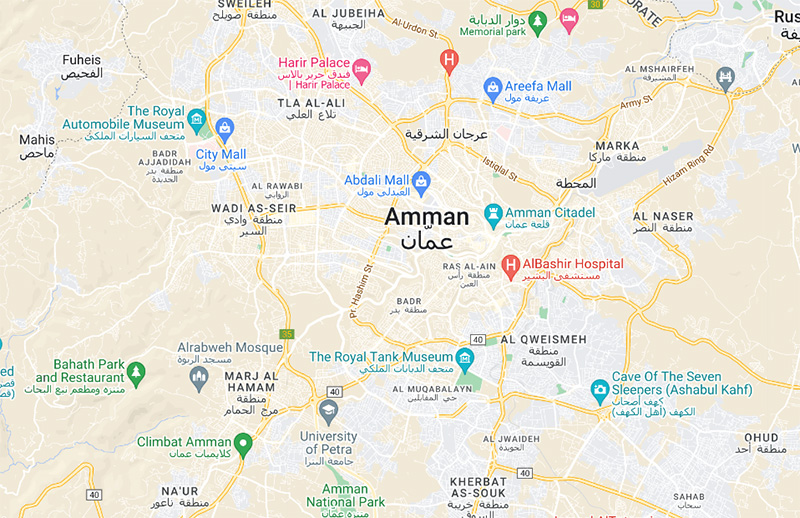 SWEILEH
منطقة صويلح
AL JUBEIHA
الجبيهة
Al-Urdon St.
دوار الدبابة
Memorial park
30
Rus
Fuheis
الفحيص
Harir Palace
فندق حرير بالاس
| Harir Palace
AL MSHAIRFEH
المشيرفة
Areefa Mall
عريفة مول
TLA AL-ALI
تلاع العلي
Army St
The Royal
Automobile Museum
متحف السيارات الملكي
عرجان الشرقية
Mahis
ماحص
City Mall
سيتي مول
BADR
AJJADIDAH
منطقة بدر
الجديدة
MARKA
منطقة ماركا
Istiqlal St.
Hizam Ring Rd
المحطة
AL RAWABI
الروابي
Abdali Mall
العبدلي مول
WADI AS-SEIR
منطقة وادي
السير
Amman
عمّان
Amman Citadel
قلعة عمان
AL NASER
منطقة النصر
RAS AL-AIN
منطقة رأس
العين
AlBashir Hospital
مستشفى البشير
Pr. Hashim St
BADR
منطقة بدر
35
40
AL QWEISMEH
منطقة
القويسمة
Alrabweh Mosque
مسجد الربوة
The Royal Tank Museum
متحف الدبابات الملكي
Bahath Park
and Restaurant
MARJ AL
HAMAM
منطقة
مرج الحمام
40
AL MUQABALAYN
حي المقابلين
Cave Of The Seven
Sleepers (Ashabul Kahf)
كهف أصحاب
الكهف (أهل الكهف)
University
of Petra
جامعة البترا
Climbat Amman
كلايمبات عمان
AL JWAIDEH
الجويدة
OHUD
منطقة أحد
40
NA'UR
منطقة ناعور
Amman
National Park
KHERBAT
AS-SOUK
منطقة خريبة
السوق
40
SAHAB
سحاب